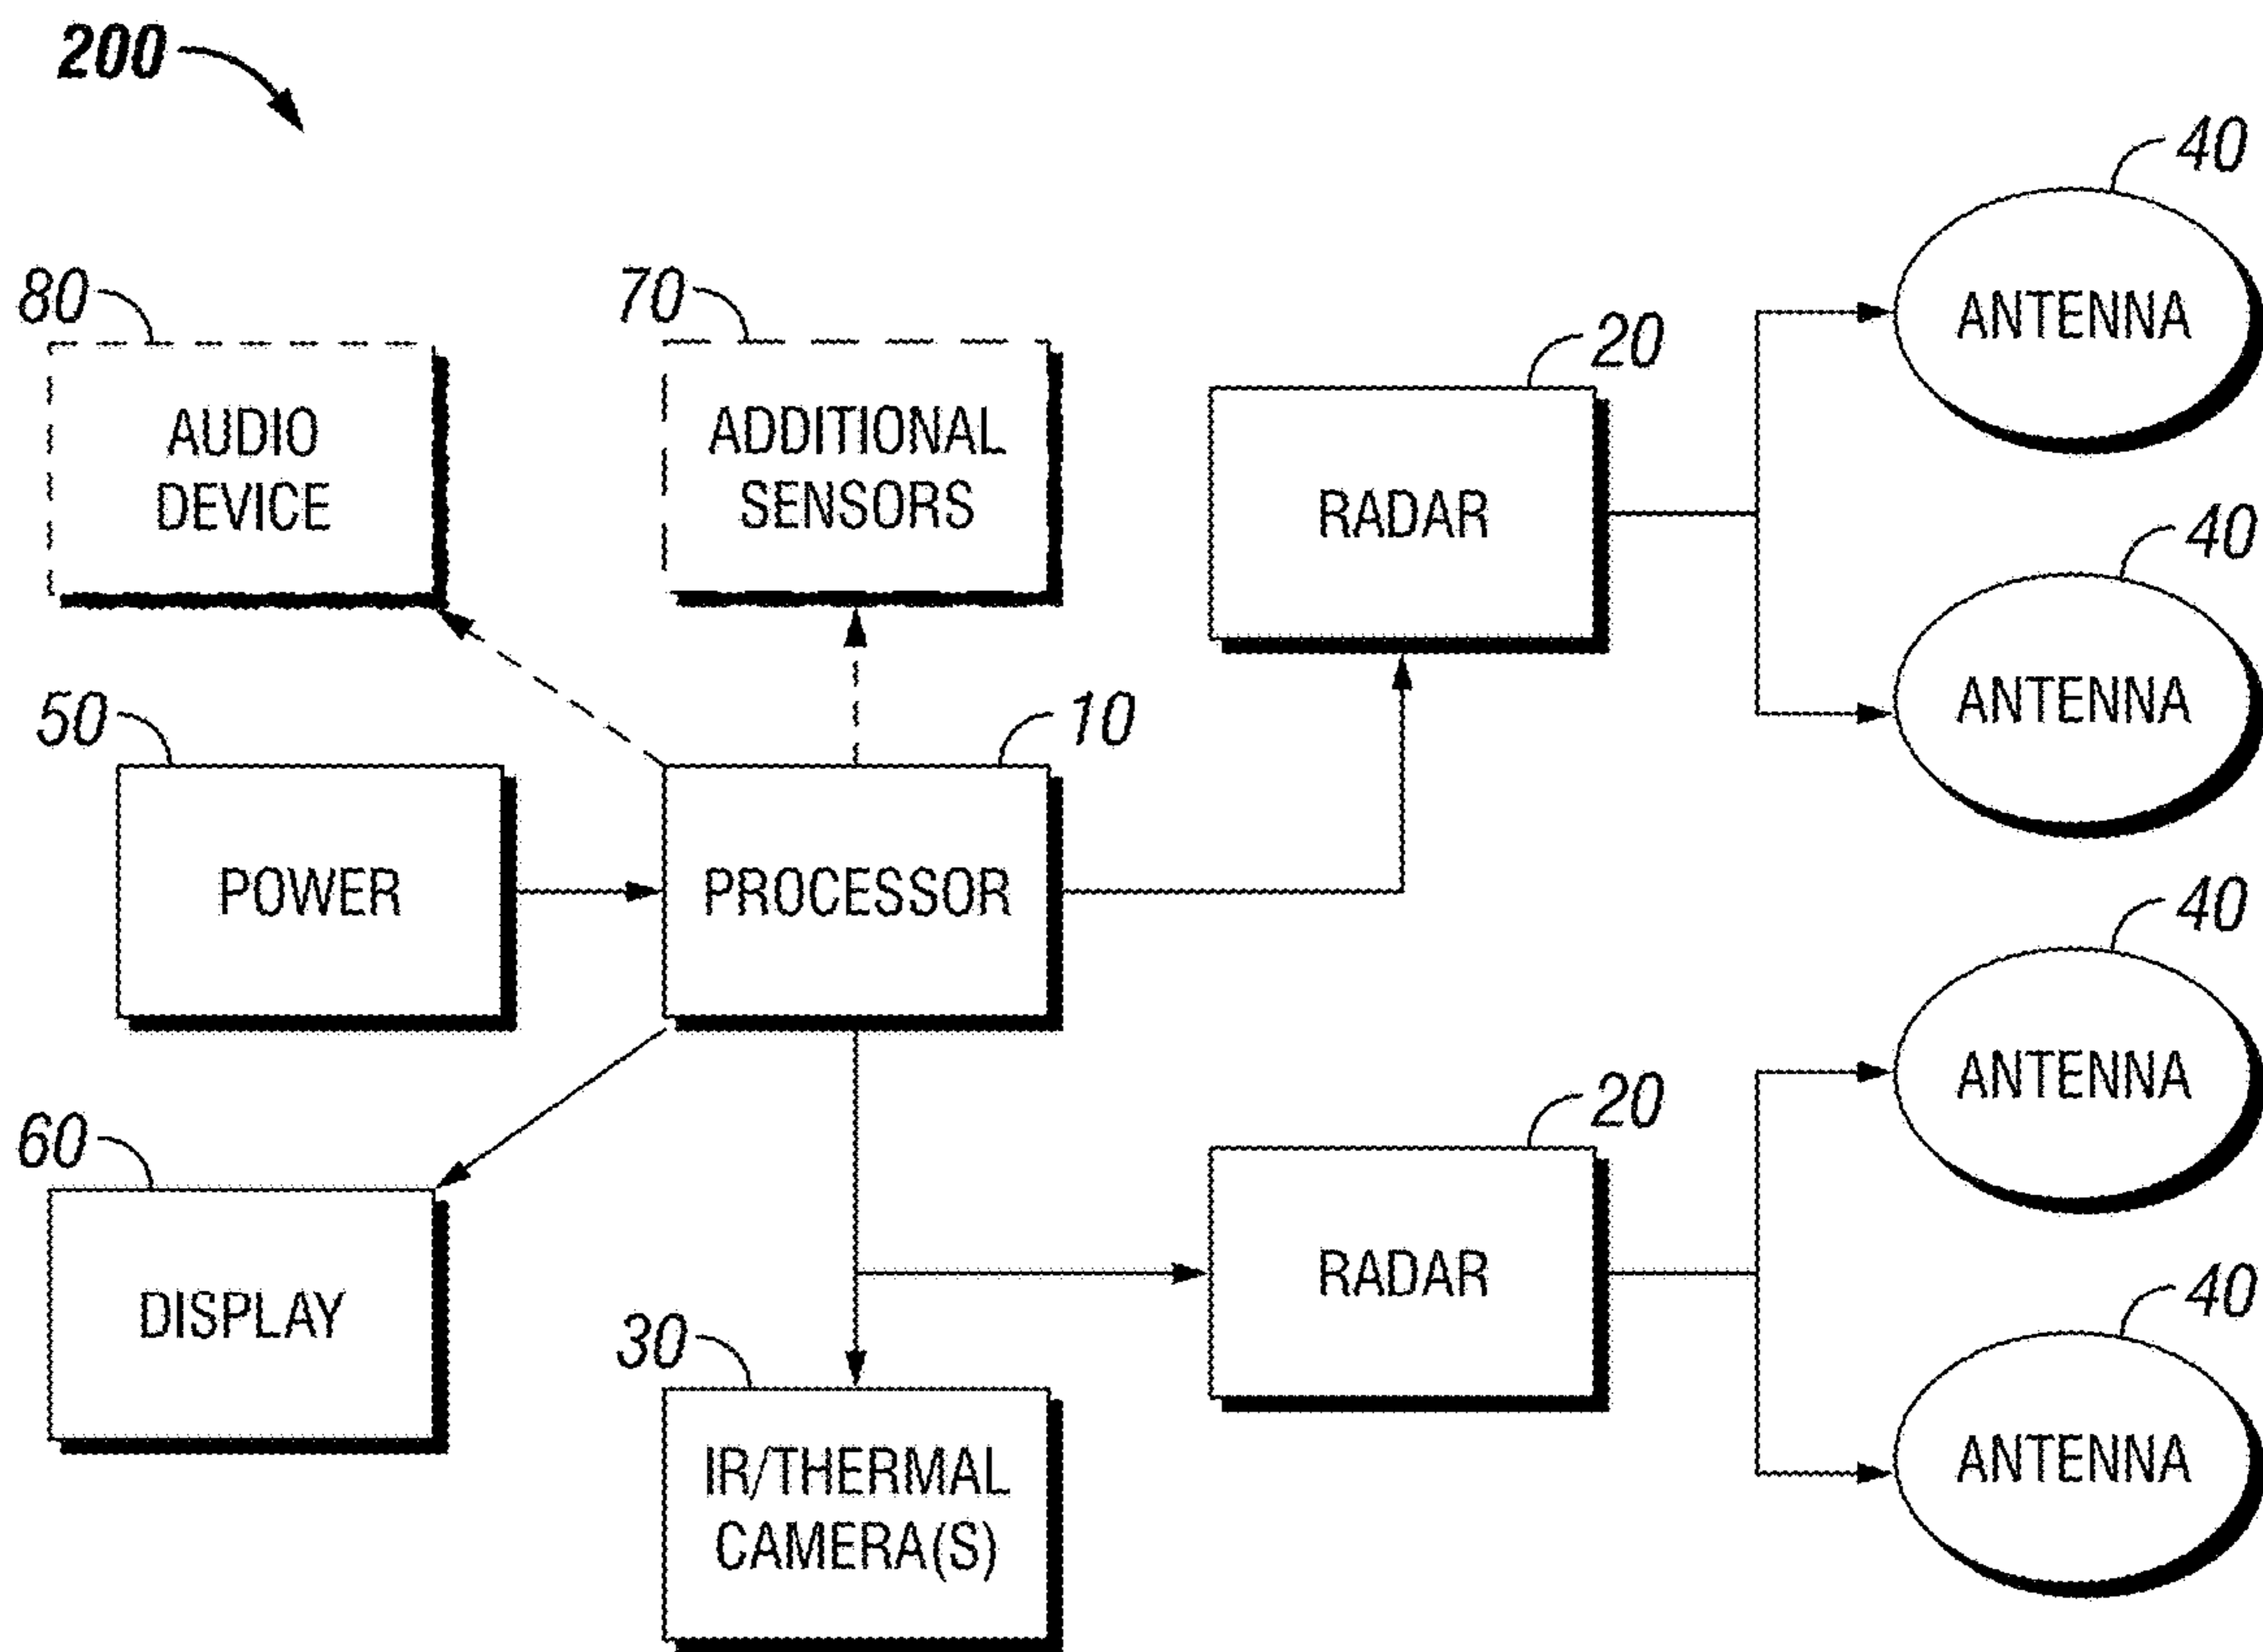 200
40
ANTENNA
80
AUDIO
DEVICE
70
ADDITIONAL
SENSORS
20
RADAR
40
ANTENNA
50
POWER
10
PROCESSOR
40
ANTENNA
60
DISPLAY
20
RADAR
30
IR/THERMAL
CAMERA(S)
40
ANTENNA